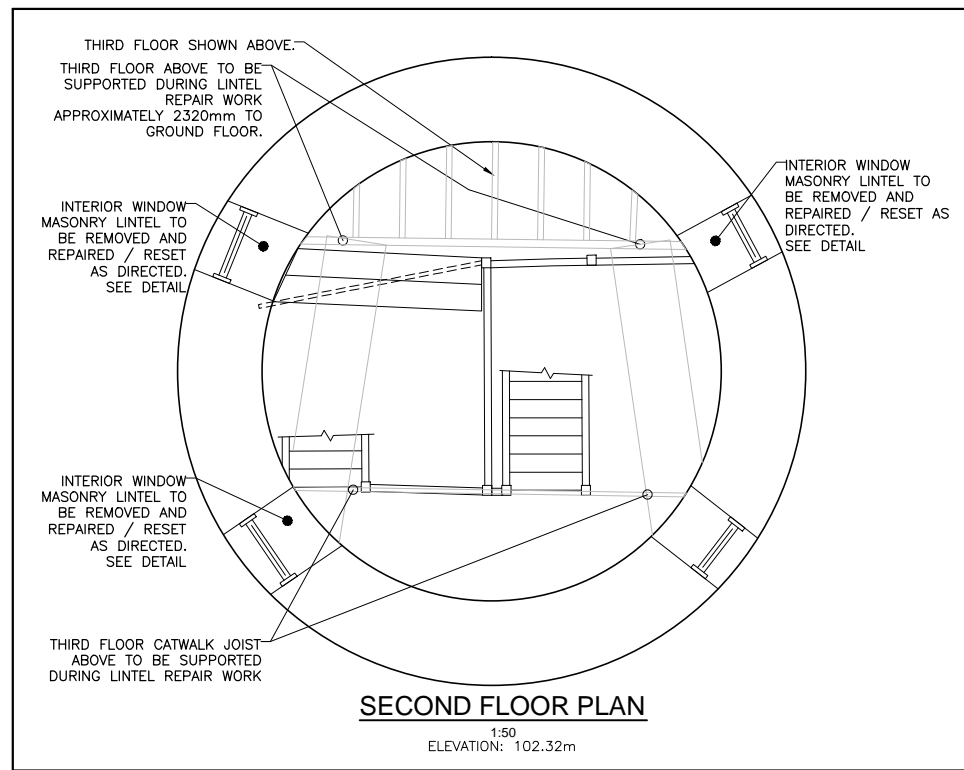 THIRD FLOOR SHOWN ABOVE.
THIRD FLOOR ABOVE TO BE
SUPPORTED DURING LINTEL
REPAIR WORK
APPROXIMATELY 2320mm TO
GROUND FLOOR.
INTERIOR WINDOW
MASONRY LINTEL TO
BE REMOVED AND
REPAIRED / RESET AS
DIRECTED.
SEE DETAIL
INTERIOR WINDOW
MASONRY LINTEL TO
BE REMOVED AND
REPAIRED / RESET
AS DIRECTED.
SEE DETAIL
INTERIOR WINDOW
MASONRY LINTEL TO
BE REMOVED AND
REPAIRED / RESET
AS DIRECTED.
SEE DETAIL
THIRD FLOOR CATWALK JOIST
ABOVE TO BE SUPPORTED
DURING LINTEL REPAIR WORK
SECOND FLOOR PLAN
1:50
ELEVATION: 102.32m